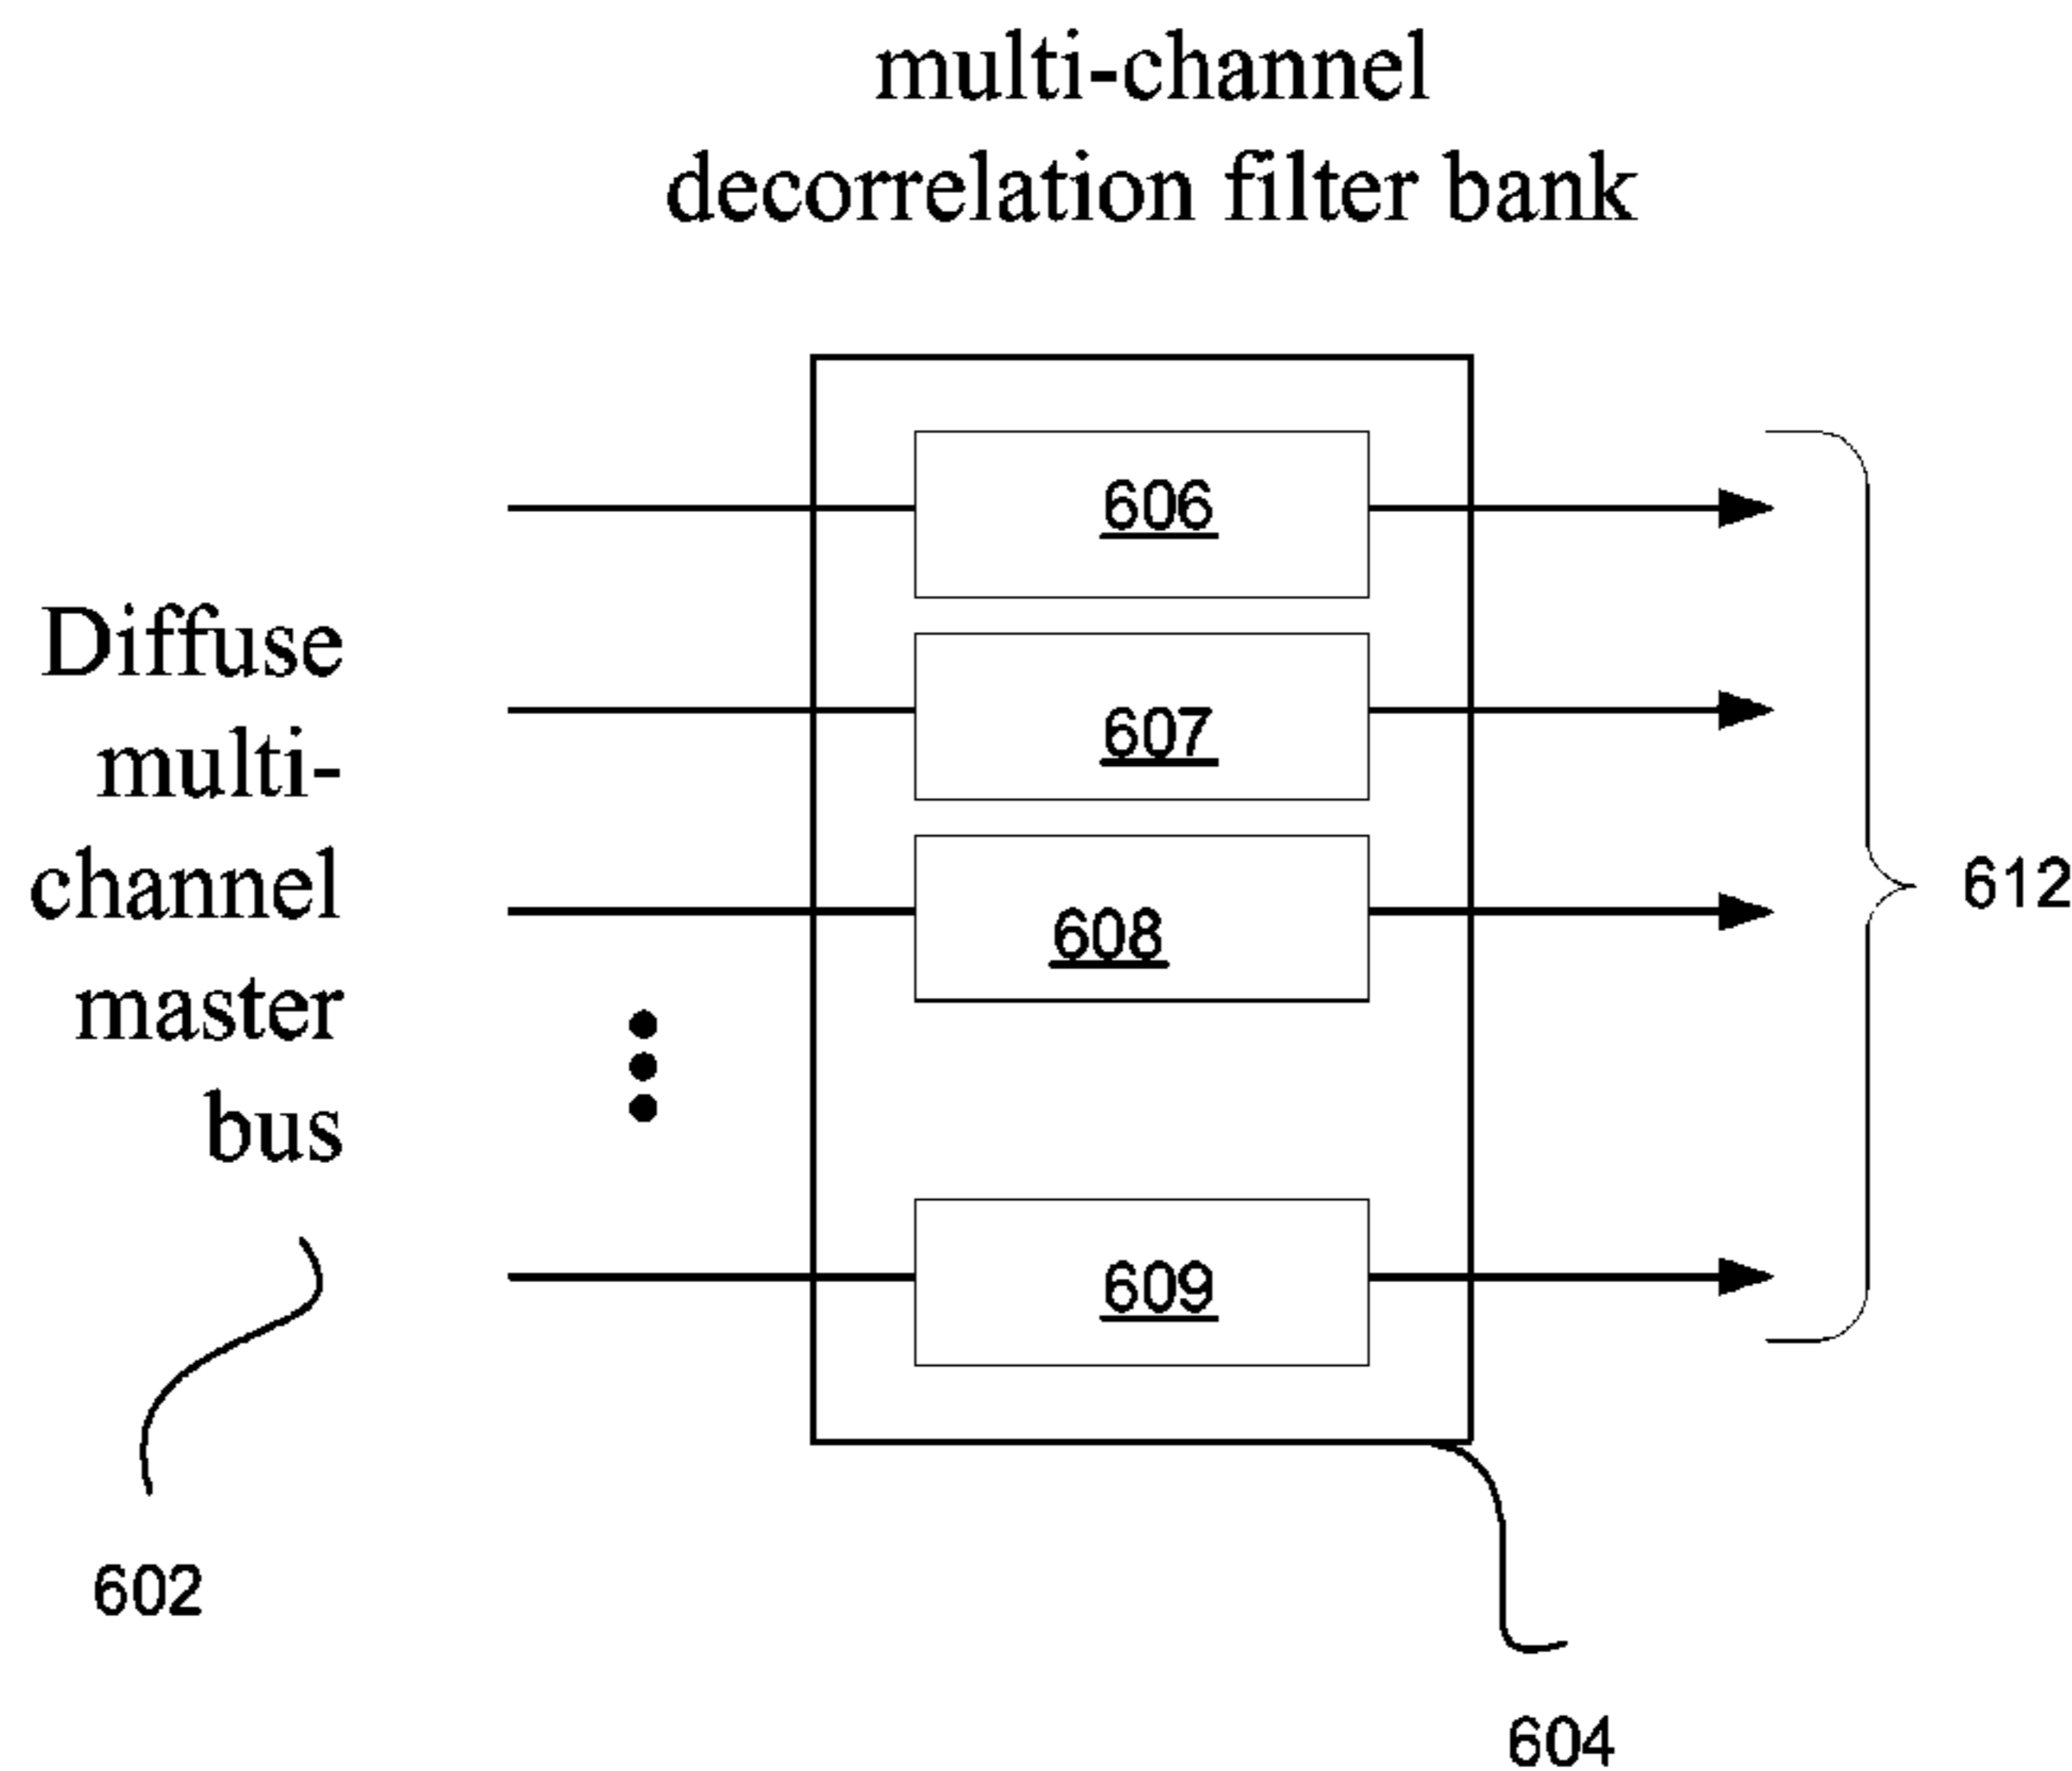 multi-channel
decorrelation filter bank
606
Diffuse
multi-
channel
master
bus
607
608
609
612
602
604